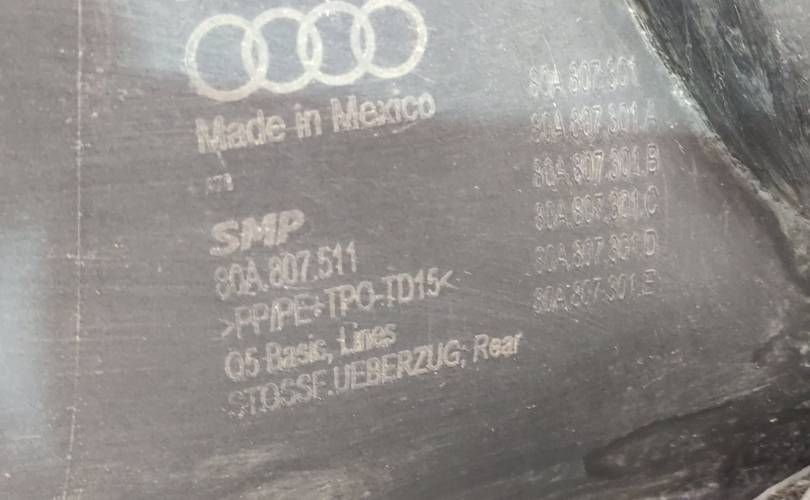 Made in Mexico
SMP
80A.807.511
>PP/PE+TPO-TD15<
Q5 Basic, Lines
STOSSF.UEBERZUG, Rear
80A.807.301
80A.807.301.A
80A.807.301.B
80A.807.301.C
80A.807.301.D
80A.807.301.E